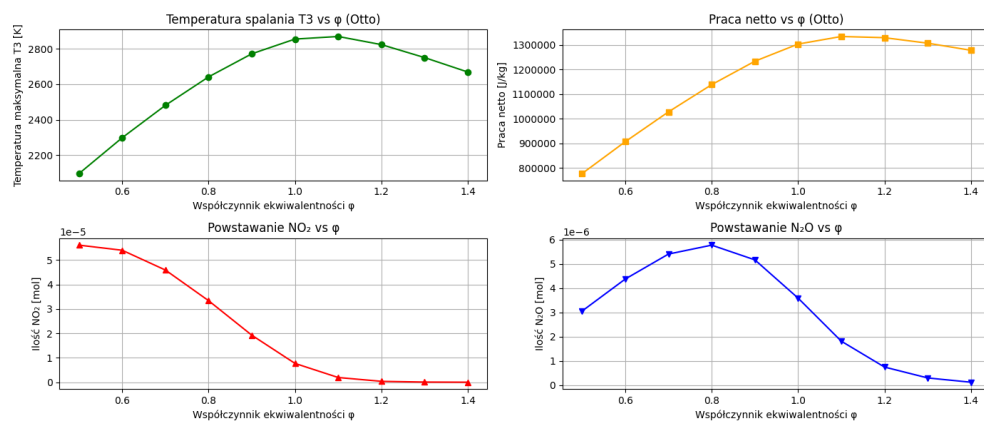 Temperatura spalania T3 vs φ (Otto)
Temperatura maksymalna T3 [K]
2800
2600
2400
2200
0.6 0.8 1.0 1.2 1.4
Współczynnik ekwiwalentności φ
Praca netto vs φ (Otto)
Praca netto [J/kg]
1300000
1200000
1100000
1000000
900000
800000
0.6 0.8 1.0 1.2 1.4
Współczynnik ekwiwalentności φ
Powstawanie NO₂ vs φ
1e−5
Ilość NO₂ [mol]
5
4
3
2
1
0
0.6 0.8 1.0 1.2 1.4
Współczynnik ekwiwalentności φ
Powstawanie N₂O vs φ
1e−6
Ilość N₂O [mol]
6
5
4
3
2
1
0
0.6 0.8 1.0 1.2 1.4
Współczynnik ekwiwalentności φ